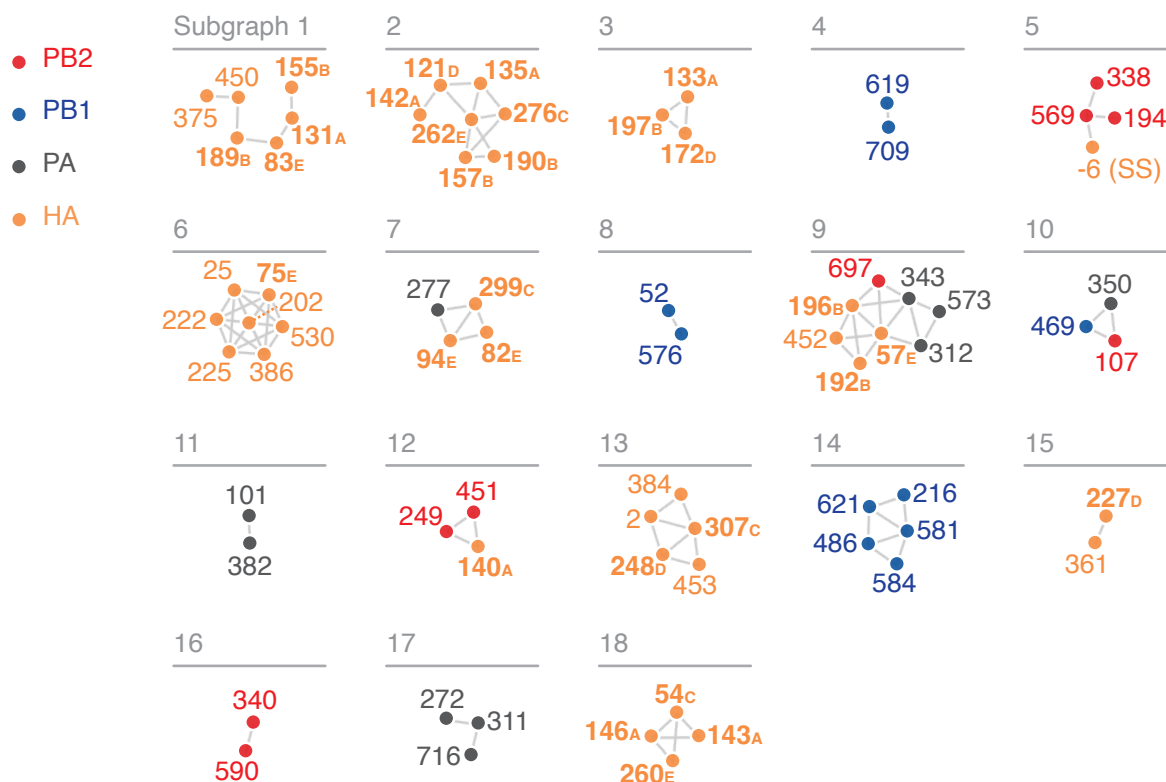 PB2
PB1
PA
HA
Subgraph 1
450
155B
375
131A
189B
83E
2
121D
135A
142A
276C
262E
190B
157B
3
133A
197B
172D
4
619
709
5
338
569
194
-6 (SS)
6
25
75E
202
222
530
225
386
7
277
299C
94E
82E
8
52
576
9
697
343
573
196B
452
57E
312
192B
10
350
469
107
11
101
382
12
451
249
140A
13
384
2
307C
248D
453
14
621
216
581
486
584
15
227D
361
16
340
590
17
272
311
716
18
54C
146A
143A
260E